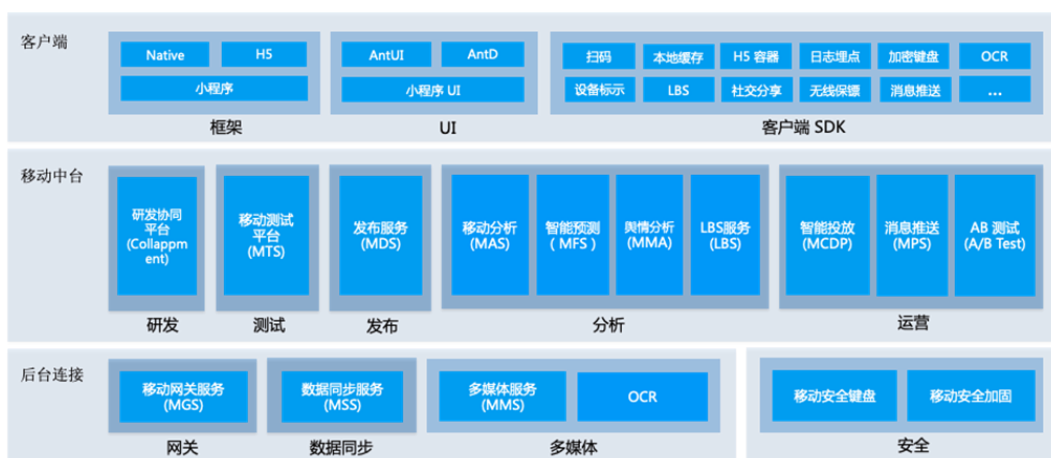 客户端
Native
H5
小程序
框架
AntUI
AntD
小程序 UI
UI
扫码
本地缓存
H5 容器
日志埋点
加密键盘
OCR
设备标示
LBS
社交分享
无线保镖
消息推送
...
客户端 SDK
移动中台
研发协同
平台
(Collappm
ent)
研发
移动测试
平台
(MTS)
测试
发布服务
(MDS)
发布
移动分析
(MAS)
智能预测
( MFS )
舆情分析
(MMA)
LBS服务
(LBS)
分析
智能投放
(MCDP)
消息推送
(MPS)
AB 测试
(A/B Test)
运营
后台连接
移动网关服务
(MGS)
网关
数据同步服务
(MSS)
数据同步
多媒体服务
(MMS)
OCR
多媒体
移动安全键盘
移动安全加固
安全